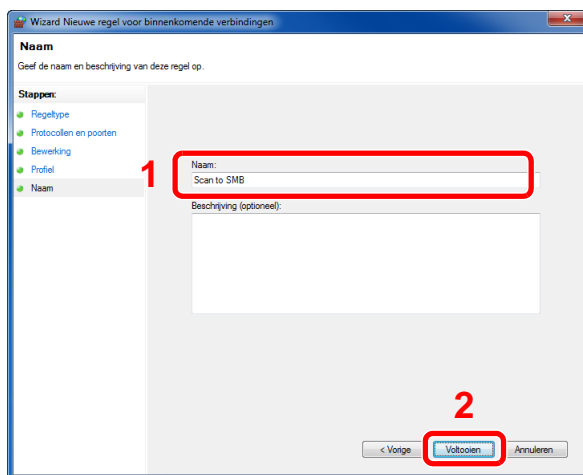 Wizard Nieuwe regel voor binnenkomende verbindingen
Naam
Geef de naam en beschrijving van deze regel op.
Stappen:
Regeltype
Protocollen en poorten
Bewerking
Profiel
Naam
1
Naam:
Scan to SMB
Beschrijving (optioneel):
2
< Vorige
Voltooien
Annuleren